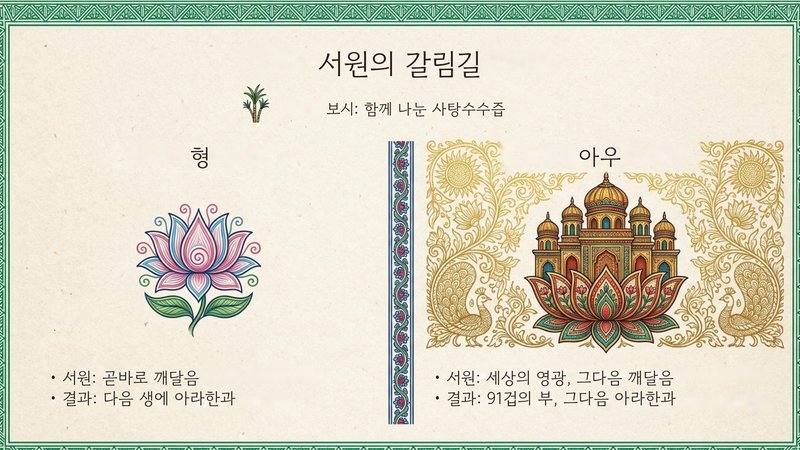 서원의 갈림길
보시: 함께 나눈 사탕수수즙
형
아우
• 서원: 곧바로 깨달음
• 결과: 다음 생에 아라한과
• 서원: 세상의 영광, 그다음 깨달음
• 결과: 91겁의 부, 그다음 아라한과